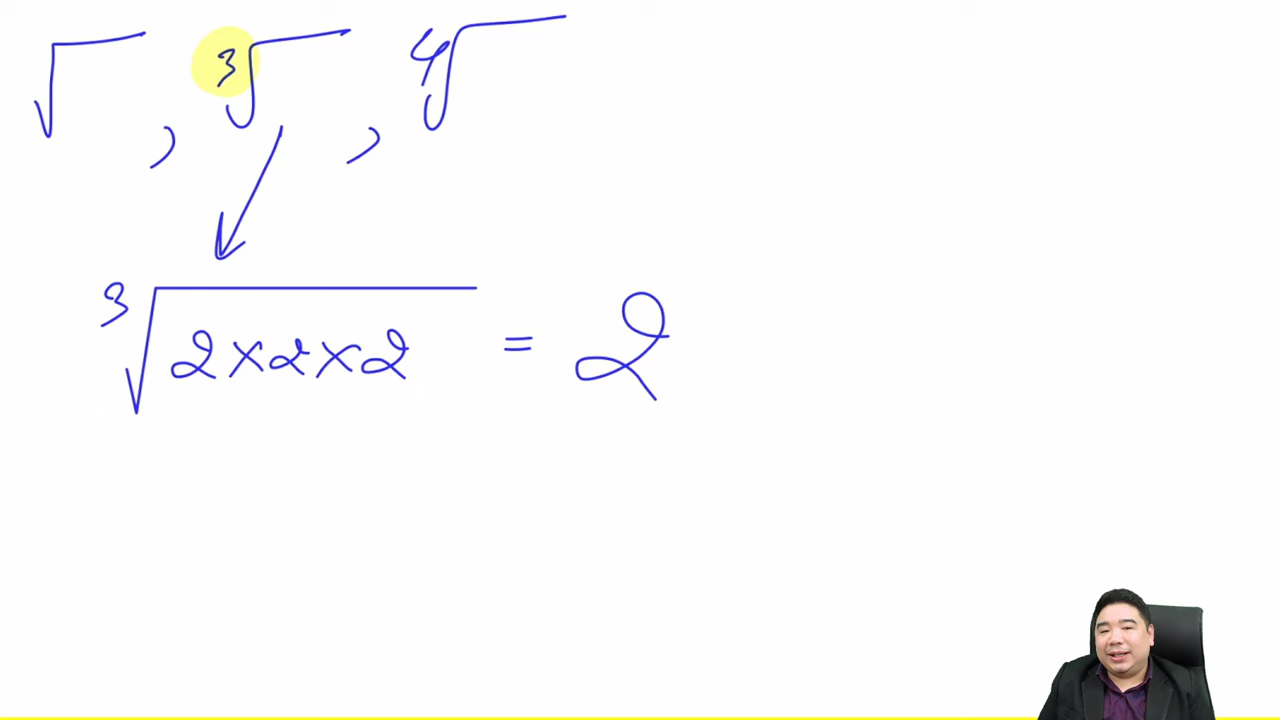 √ , ∛ , ∜
∛(2×2×2) = 2